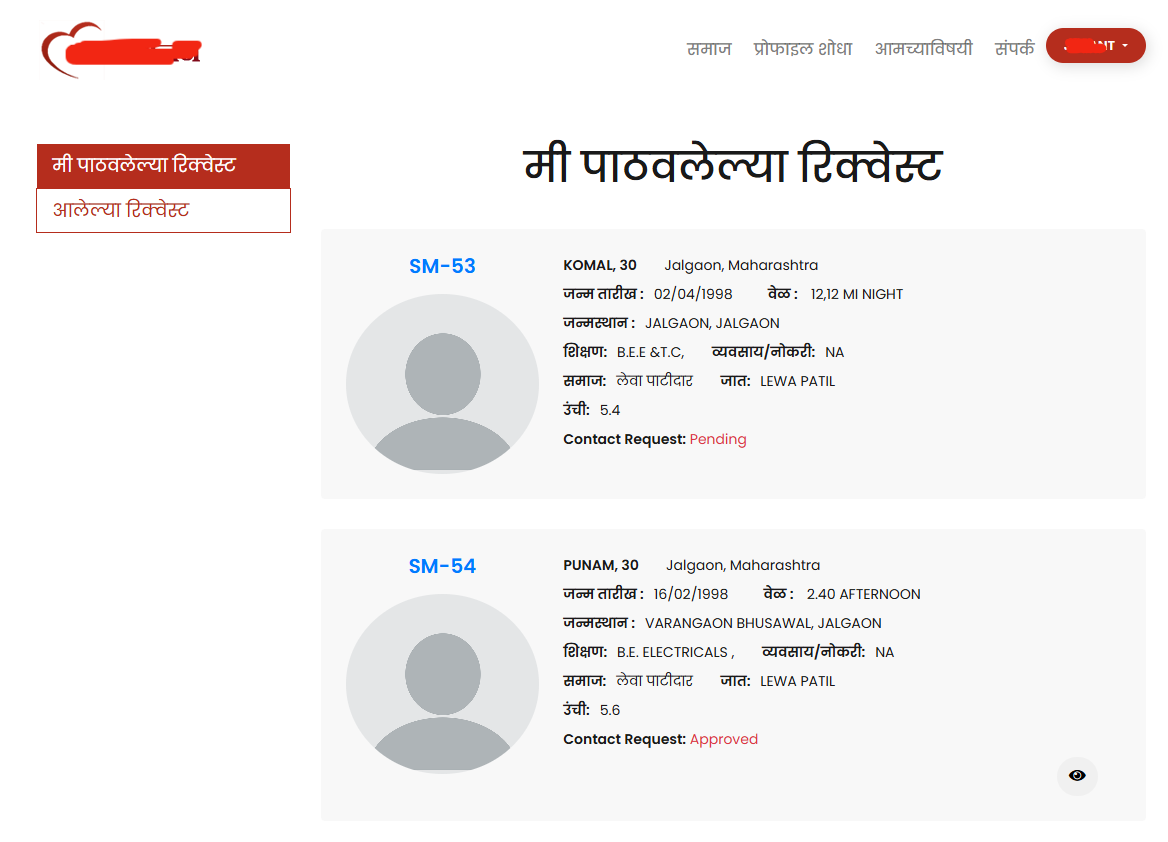 समाज प्रोफाइल शोधा आमच्याविषयी संपर्क
मी पाठवलेल्या रिक्वेस्ट
आलेल्या रिक्वेस्ट
मी पाठवलेल्या रिक्वेस्ट
SM-53
KOMAL, 30 Jalgaon, Maharashtra
जन्म तारीख : 02/04/1998 वेळ : 12,12 MI NIGHT
जन्मस्थान : JALGAON, JALGAON
शिक्षण: B.E.E &T.C, व्यवसाय/नोकरी: NA
समाज: लेवा पाटीदार जात: LEWA PATIL
उंची: 5.4
Contact Request: Pending
SM-54
PUNAM, 30 Jalgaon, Maharashtra
जन्म तारीख : 16/02/1998 वेळ : 2.40 AFTERNOON
जन्मस्थान : VARANGAON BHUSAWAL, JALGAON
शिक्षण: B.E. ELECTRICALS , व्यवसाय/नोकरी: NA
समाज: लेवा पाटीदार जात: LEWA PATIL
उंची: 5.6
Contact Request: Approved